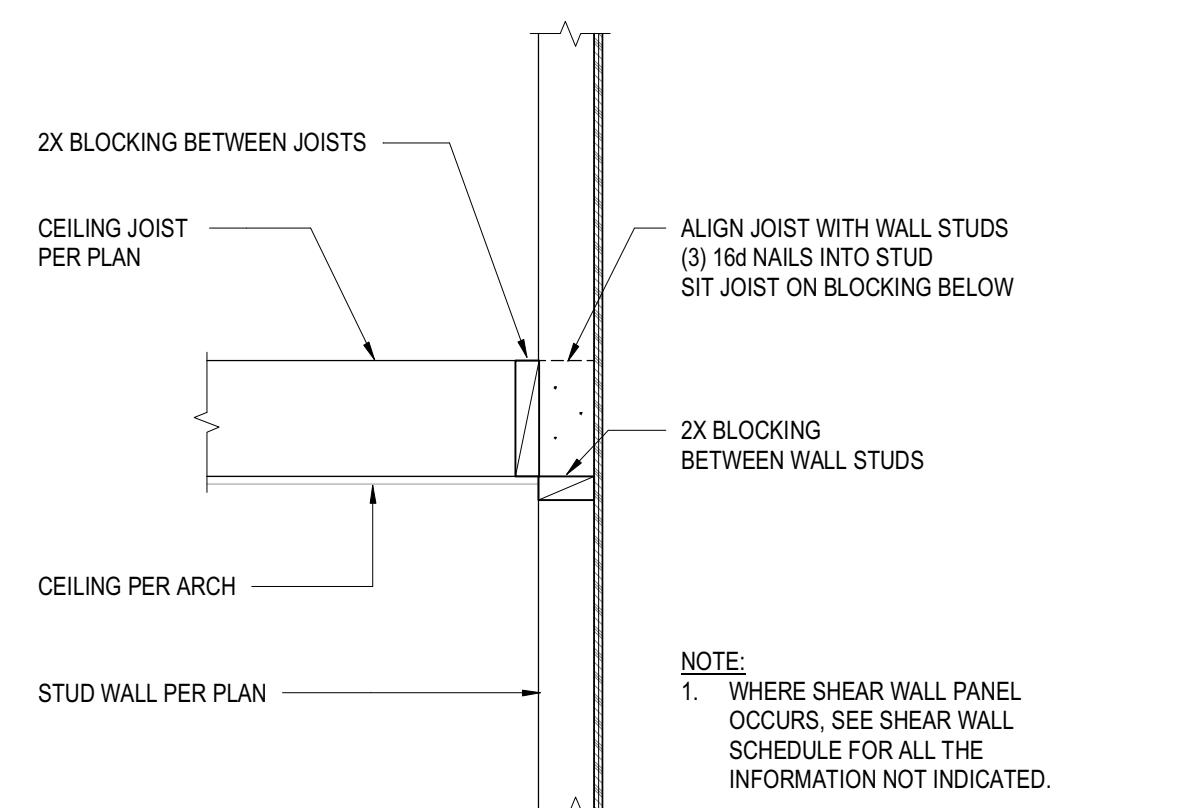 2X BLOCKING BETWEEN JOISTS
CEILING JOIST
PER PLAN
ALIGN JOIST WITH WALL STUDS
(3) 16d NAILS INTO STUD
SIT JOIST ON BLOCKING BELOW
2X BLOCKING
BETWEEN WALL STUDS
CEILING PER ARCH
STUD WALL PER PLAN
NOTE:
1. WHERE SHEAR WALL PANEL
OCCURS, SEE SHEAR WALL
SCHEDULE FOR ALL THE
INFORMATION NOT INDICATED.